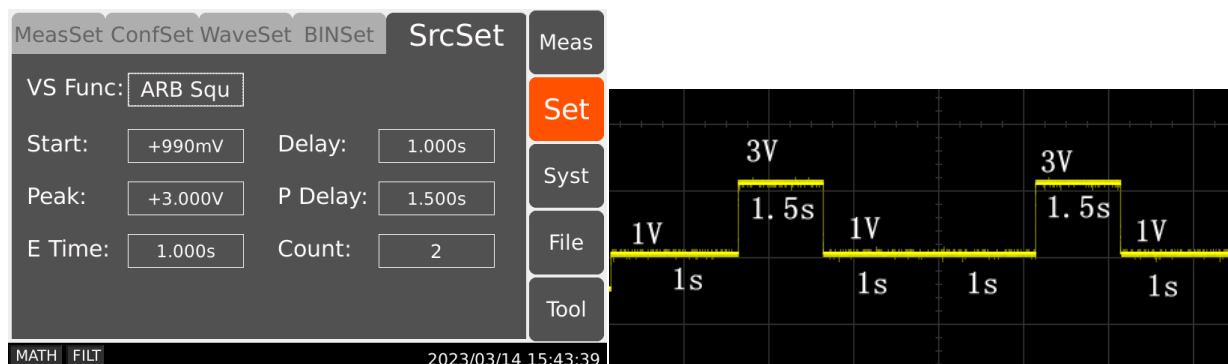 MeasSet ConfSet WaveSet BINSet SrcSet
VS Func: ARB Squ
Start: +990mV Delay: 1.000s
Peak: +3.000V P Delay: 1.500s
E Time: 1.000s Count: 2
MATH FILT 2023/03/14 15:43:39
Meas
Set
Syst
File
Tool
3V 3V
1.5s 1.5s
1V 1V 1V
1s 1s 1s 1s